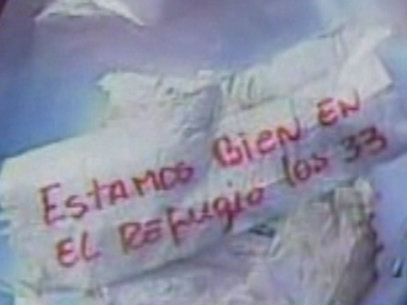 ESTAMOS BIEN EN
EL REFUGIO los 33